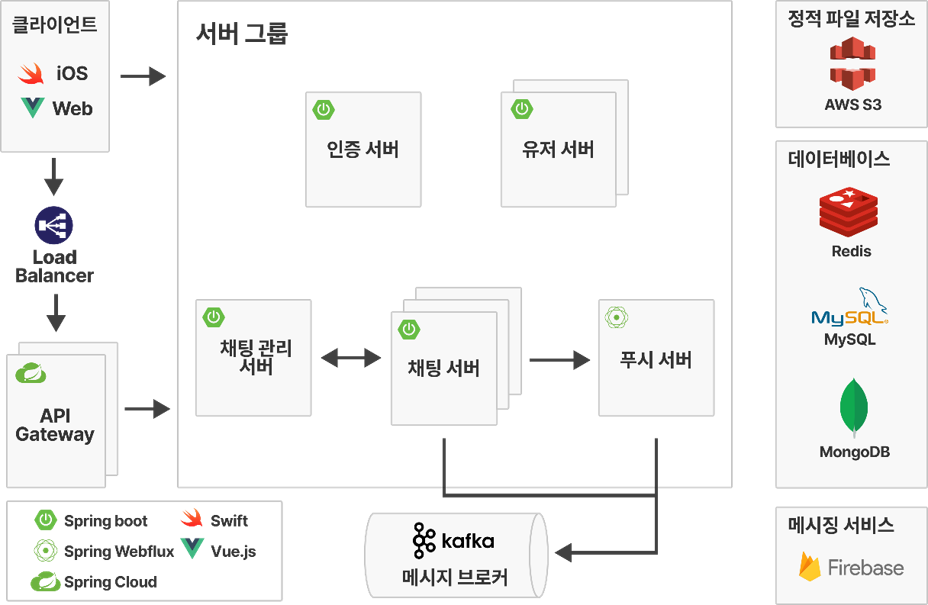 클라이언트
iOS
Web
Load
Balancer
API
Gateway
서버 그룹
인증 서버
유저 서버
채팅 관리
서버
채팅 서버
푸시 서버
정적 파일 저장소
AWS S3
데이터베이스
Redis
MySQL
MySQL
MongoDB
메시징 서비스
Firebase
kafka
메시지 브로커
Spring boot
Swift
Spring Webflux
Vue.js
Spring Cloud